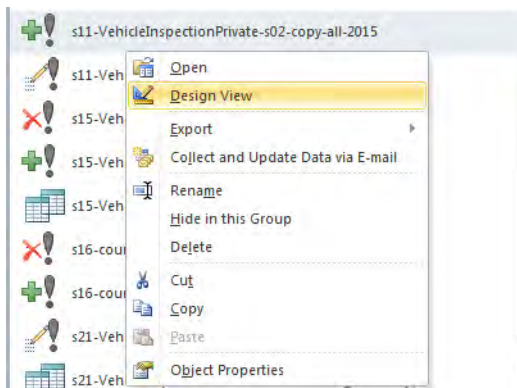 s11-VehicleInspectionPrivate-s02-copy-all-2015
s11-Veh
Open
Design View
s15-Veh
Export
s15-Veh
Collect and Update Data via E-mail
s15-Veh
Rename
Hide in this Group
s16-cour
Delete
s16-cour
Cut
Copy
s21-Veh
Paste
s21-Veh
Object Properties